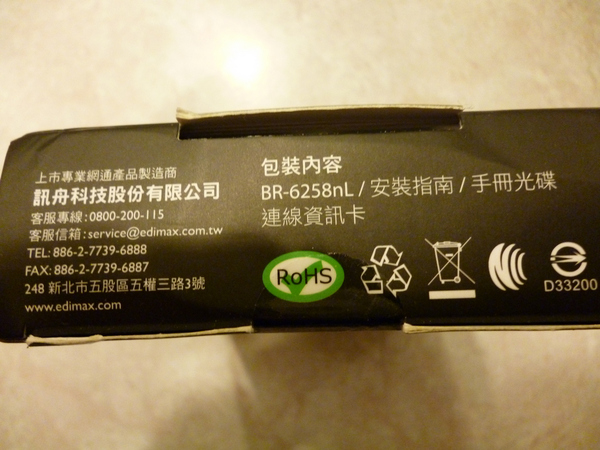 上市專業網通產品製造商
訊舟科技股份有限公司
客服專線:0800-200-115
客服信箱:service@edimax.com.tw
TEL: 886-2-7739-6888
FAX: 886-2-7739-6887
248 新北市五股區五權三路3號
www.edimax.com
包裝內容
BR-6258nL / 安裝指南 / 手冊光碟
連線資訊卡
RoHS
D33200